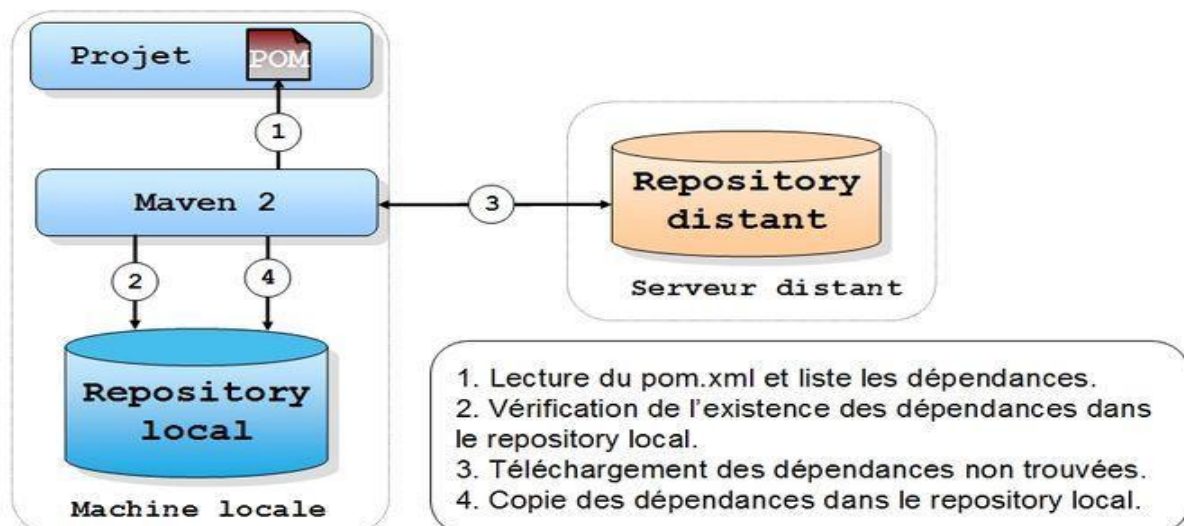 Projet
POM
1
Maven 2
3
Repository
distant
2
4
Serveur distant
Repository
local
Machine locale
1. Lecture du pom.xml et liste les dépendances.
2. Vérification de l'existence des dépendances dans
le repository local.
3. Téléchargement des dépendances non trouvées.
4. Copie des dépendances dans le repository local.